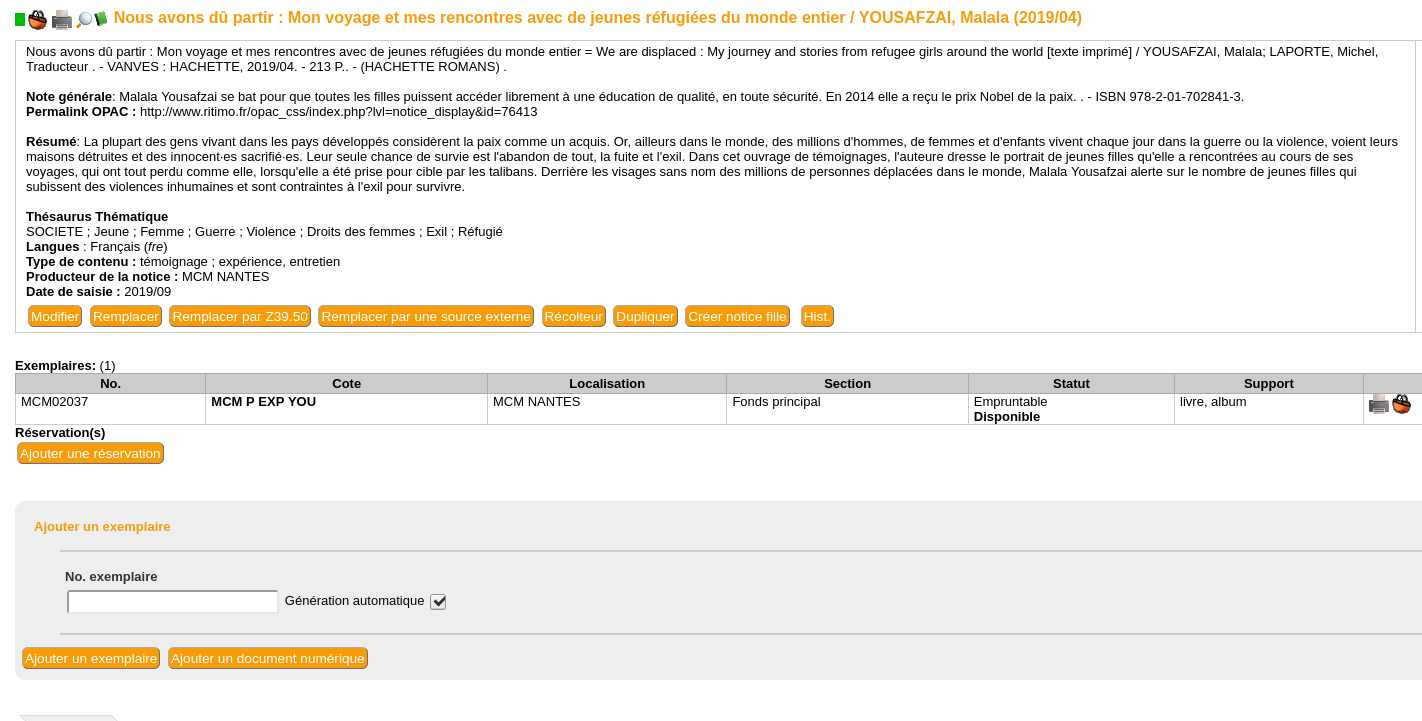 Nous avons dû partir : Mon voyage et mes rencontres avec de jeunes réfugiées du monde entier / YOUSAFZAI, Malala (2019/04)
Nous avons dû partir : Mon voyage et mes rencontres avec de jeunes réfugiées du monde entier = We are displaced : My journey and stories from refugee girls around the world [texte imprimé] / YOUSAFZAI, Malala; LAPORTE, Michel,
Traducteur . - VANVES : HACHETTE, 2019/04. - 213 P.. - (HACHETTE ROMANS) .
Note générale: Malala Yousafzai se bat pour que toutes les filles puissent accéder librement à une éducation de qualité, en toute sécurité. En 2014 elle a reçu le prix Nobel de la paix. . - ISBN 978-2-01-702841-3.
Permalink OPAC : http://www.ritimo.fr/opac_css/index.php?lvl=notice_display&id=76413
Résumé: La plupart des gens vivant dans les pays développés considèrent la paix comme un acquis. Or, ailleurs dans le monde, des millions d'hommes, de femmes et d'enfants vivent chaque jour dans la guerre ou la violence, voient leurs
maisons détruites et des innocent·es sacrifié·es. Leur seule chance de survie est l'abandon de tout, la fuite et l'exil. Dans cet ouvrage de témoignages, l'auteure dresse le portrait de jeunes filles qu'elle a rencontrées au cours de ses
voyages, qui ont tout perdu comme elle, lorsqu'elle a été prise pour cible par les talibans. Derrière les visages sans nom des millions de personnes déplacées dans le monde, Malala Yousafzai alerte sur le nombre de jeunes filles qui
subissent des violences inhumaines et sont contraintes à l'exil pour survivre.
Thésaurus Thématique
SOCIETE ; Jeune ; Femme ; Guerre ; Violence ; Droits des femmes ; Exil ; Réfugié
Langues : Français (fre)
Type de contenu : témoignage ; expérience, entretien
Producteur de la notice : MCM NANTES
Date de saisie : 2019/09
Modifier Remplacer Remplacer par Z39.50 Remplacer par une source externe Récolteur Dupliquer Créer notice fille Hist.
Exemplaires: (1)
No. Cote Localisation Section Statut Support
MCM02037 MCM P EXP YOU MCM NANTES Fonds principal Empruntable livre, album
Disponible
Réservation(s)
Ajouter une réservation
Ajouter un exemplaire
No. exemplaire
Génération automatique
Ajouter un exemplaire Ajouter un document numérique